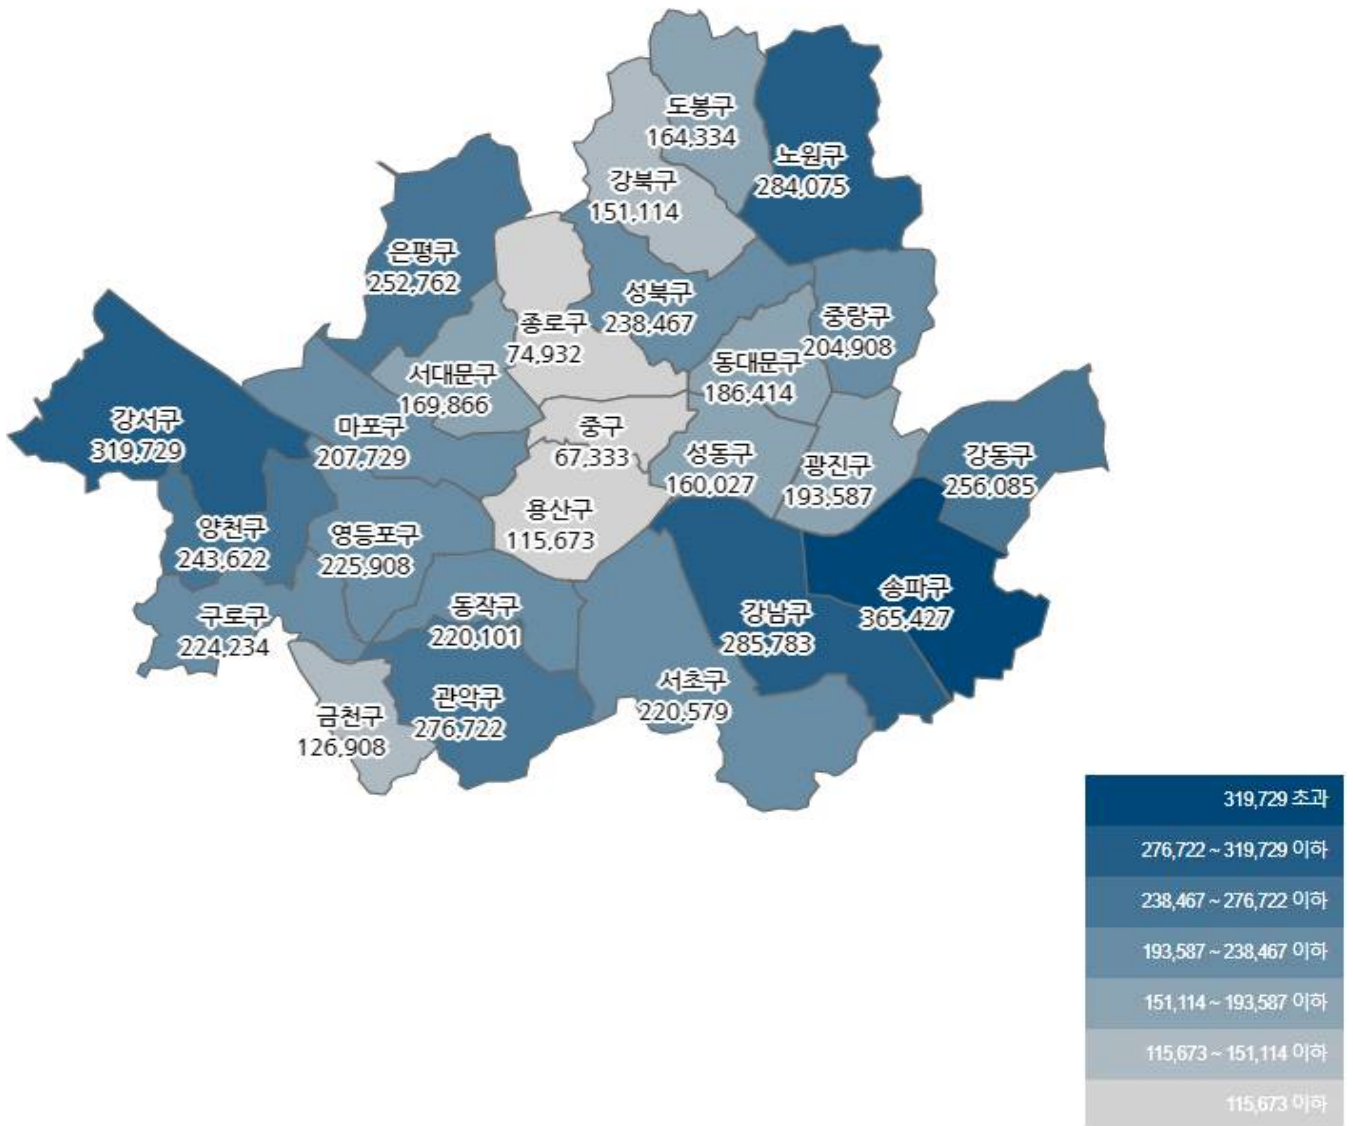 도봉구
164,334
노원구
284,075
강북구
151,114
은평구
252,762
성북구
238,467
중랑구
204,908
종로구
74,932
동대문구
186,414
서대문구
169,866
강서구
319,729
마포구
207,729
중구
67,333
성동구
160,027
광진구
193,587
강동구
256,085
양천구
243,622
영등포구
225,908
용산구
115,673
송파구
365,427
구로구
224,234
동작구
220,101
강남구
285,783
서초구
220,579
관악구
276,722
금천구
126,908
319,729 초과
276,722 ~ 319,729 이하
238,467 ~ 276,722 이하
193,587 ~ 238,467 이하
151,114 ~ 193,587 이하
115,673 ~ 151,114 이하
115,673 이하